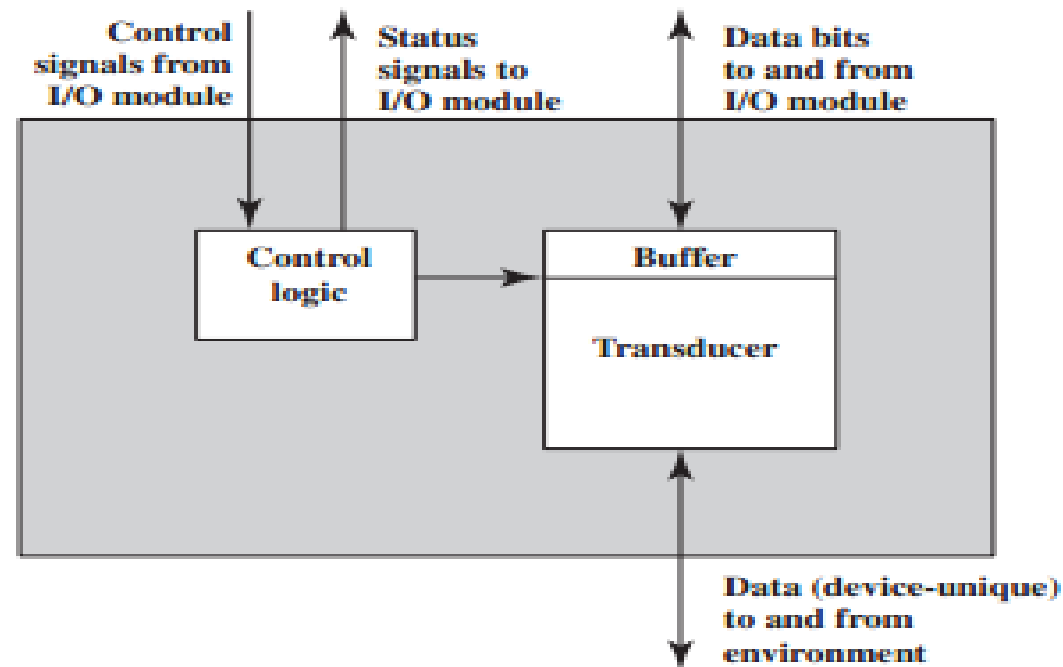 Control
signals from
I/O module
Status
signals to
I/O module
Data bits
to and from
I/O module
Control
logic
Buffer
Transducer
Data (device-unique)
to and from
environment